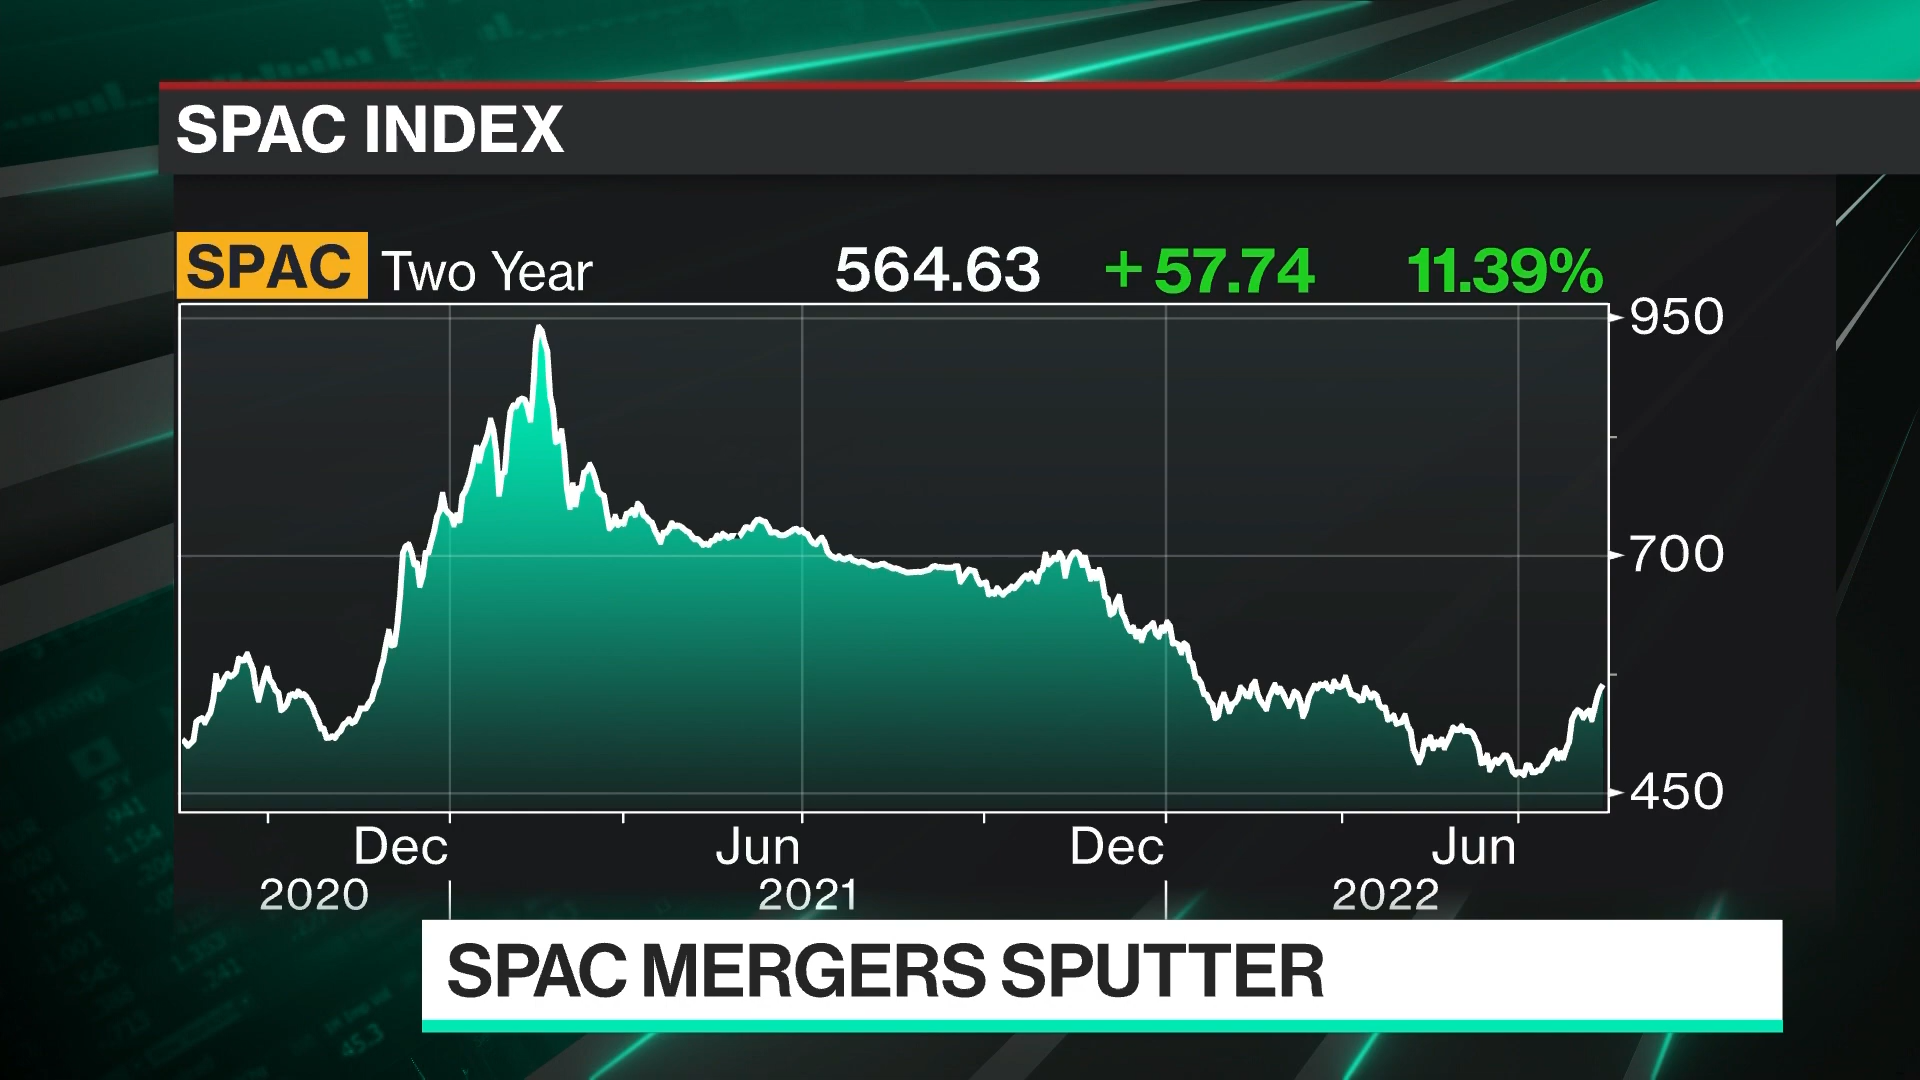 SPAC INDEX
SPAC Two Year 564.63 +57.74 11.39%
950
700
450
Dec Jun Dec Jun
2020 2021 2022
SPAC MERGERS SPUTTER